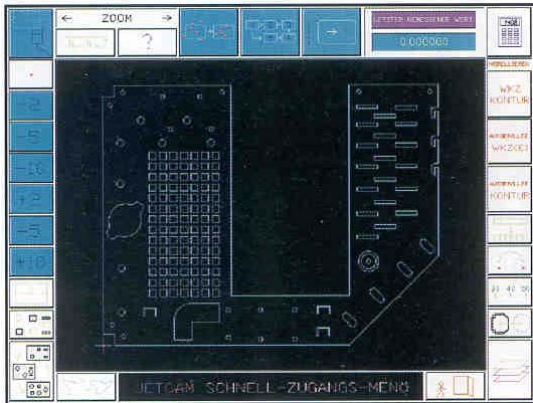 ← ZOOM →
?
LETZTER GEMESSENER WERT
0.000000
WKZ
KONTUR
WKZ(E)
KONTUR
-2
-5
-10
+2
+5
+10
JETCAM SCHNELL-ZUGANGS-MENÜ